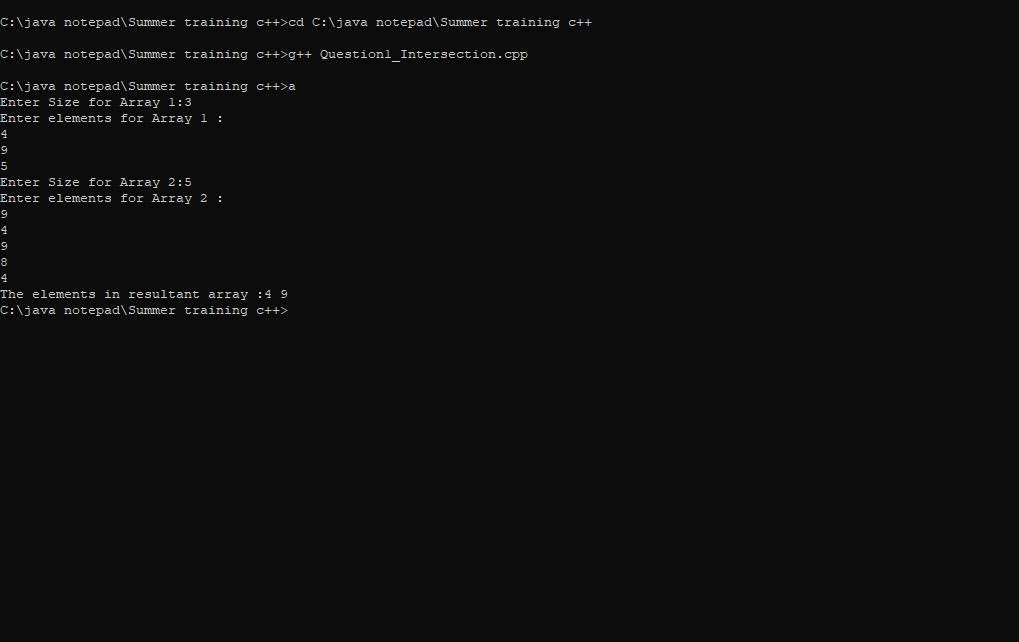 C:\java notepad\Summer training c++>cd C:\java notepad\Summer training c++
C:\java notepad\Summer training c++>g++ Question1_Intersection.cpp
C:\java notepad\Summer training c++>a
Enter Size for Array 1:3
Enter elements for Array 1 :
4
9
5
Enter Size for Array 2:5
Enter elements for Array 2 :
9
4
9
8
4
The elements in resultant array :4 9
C:\java notepad\Summer training c++>